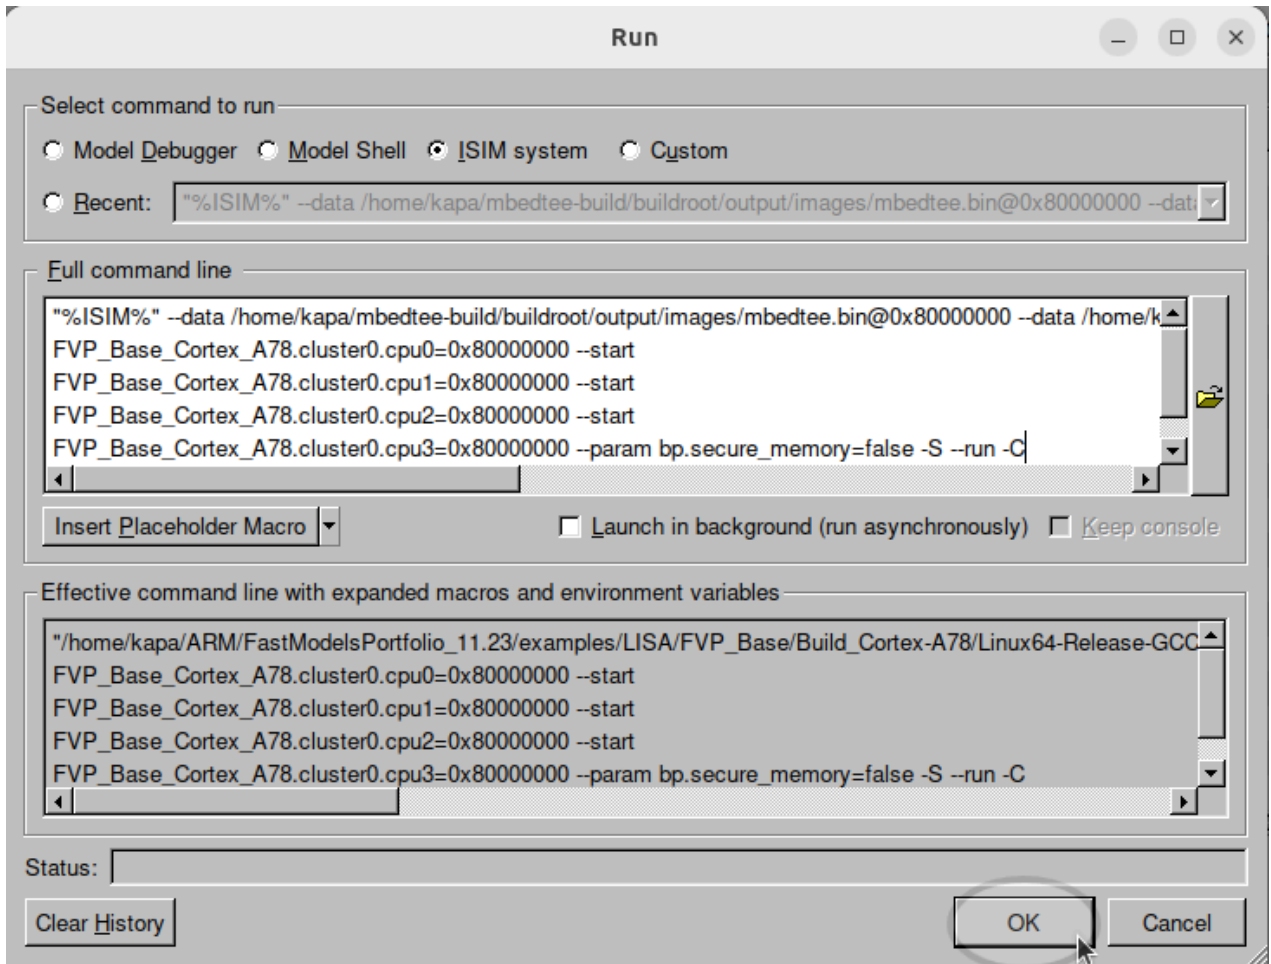 Run
Select command to run
Model Debugger Model Shell ISIM system Custom
Recent: "%ISIM%" --data /home/kapa/mbedtee-build/buildroot/output/images/mbedtee.bin@0x80000000 --data
Full command line
"%ISIM%" --data /home/kapa/mbedtee-build/buildroot/output/images/mbedtee.bin@0x80000000 --data /home/k
FVP_Base_Cortex_A78.cluster0.cpu0=0x80000000 --start
FVP_Base_Cortex_A78.cluster0.cpu1=0x80000000 --start
FVP_Base_Cortex_A78.cluster0.cpu2=0x80000000 --start
FVP_Base_Cortex_A78.cluster0.cpu3=0x80000000 --param bp.secure_memory=false -S --run -C
Insert Placeholder Macro Launch in background (run asynchronously) Keep console
Effective command line with expanded macros and environment variables
"/home/kapa/ARM/FastModelsPortfolio_11.23/examples/LISA/FVP_Base/Build_Cortex-A78/Linux64-Release-GCC
FVP_Base_Cortex_A78.cluster0.cpu0=0x80000000 --start
FVP_Base_Cortex_A78.cluster0.cpu1=0x80000000 --start
FVP_Base_Cortex_A78.cluster0.cpu2=0x80000000 --start
FVP_Base_Cortex_A78.cluster0.cpu3=0x80000000 --param bp.secure_memory=false -S --run -C
Status:
Clear History OK Cancel